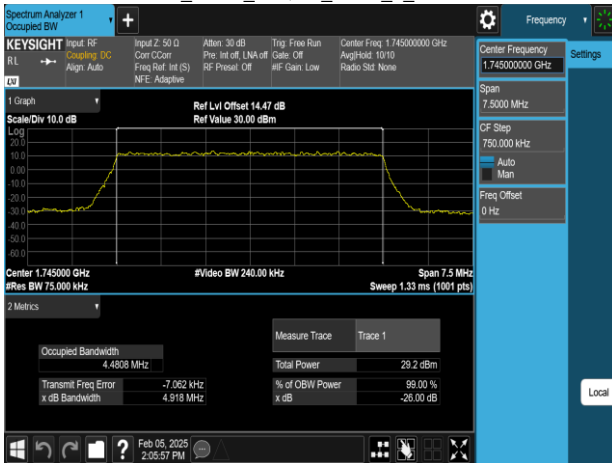 Spectrum Analyzer 1
Occupied BW
Frequency
KEYSIGHT
R L
LXI
Input: RF
Coupling: DC
Align: Auto
Input Z: 50 Ω
Corr CCorr
Freq Ref: Int (S)
NFE: Adaptive
Atten: 30 dB
Pre: Int off, LNA off
RF Presel: Off
Trig: Free Run
Gate: Off
#IF Gain: Low
Center Freq: 1.745000000 GHz
Avg|Hold: 10/10
Radio Std: None
Center Frequency
1.745000000 GHz
Settings
Span
7.5000 MHz
CF Step
750.000 kHz
Auto
Man
Freq Offset
0 Hz
Local
1 Graph
Scale/Div 10.0 dB
Ref Lvl Offset 14.47 dB
Ref Value 30.00 dBm
Log
20.0
10.0
0.00
-10.0
-20.0
-30.0
-40.0
-50.0
-60.0
Center 1.745000 GHz
#Res BW 75.000 kHz
#Video BW 240.00 kHz
Span 7.5 MHz
Sweep 1.33 ms (1001 pts)
2 Metrics
Measure Trace Trace 1
Occupied Bandwidth
4.4808 MHz
Total Power 29.2 dBm
Transmit Freq Error -7.062 kHz
% of OBW Power 99.00 %
x dB Bandwidth 4.918 MHz
x dB -26.00 dB
?
Feb 05, 2025
2:05:57 PM